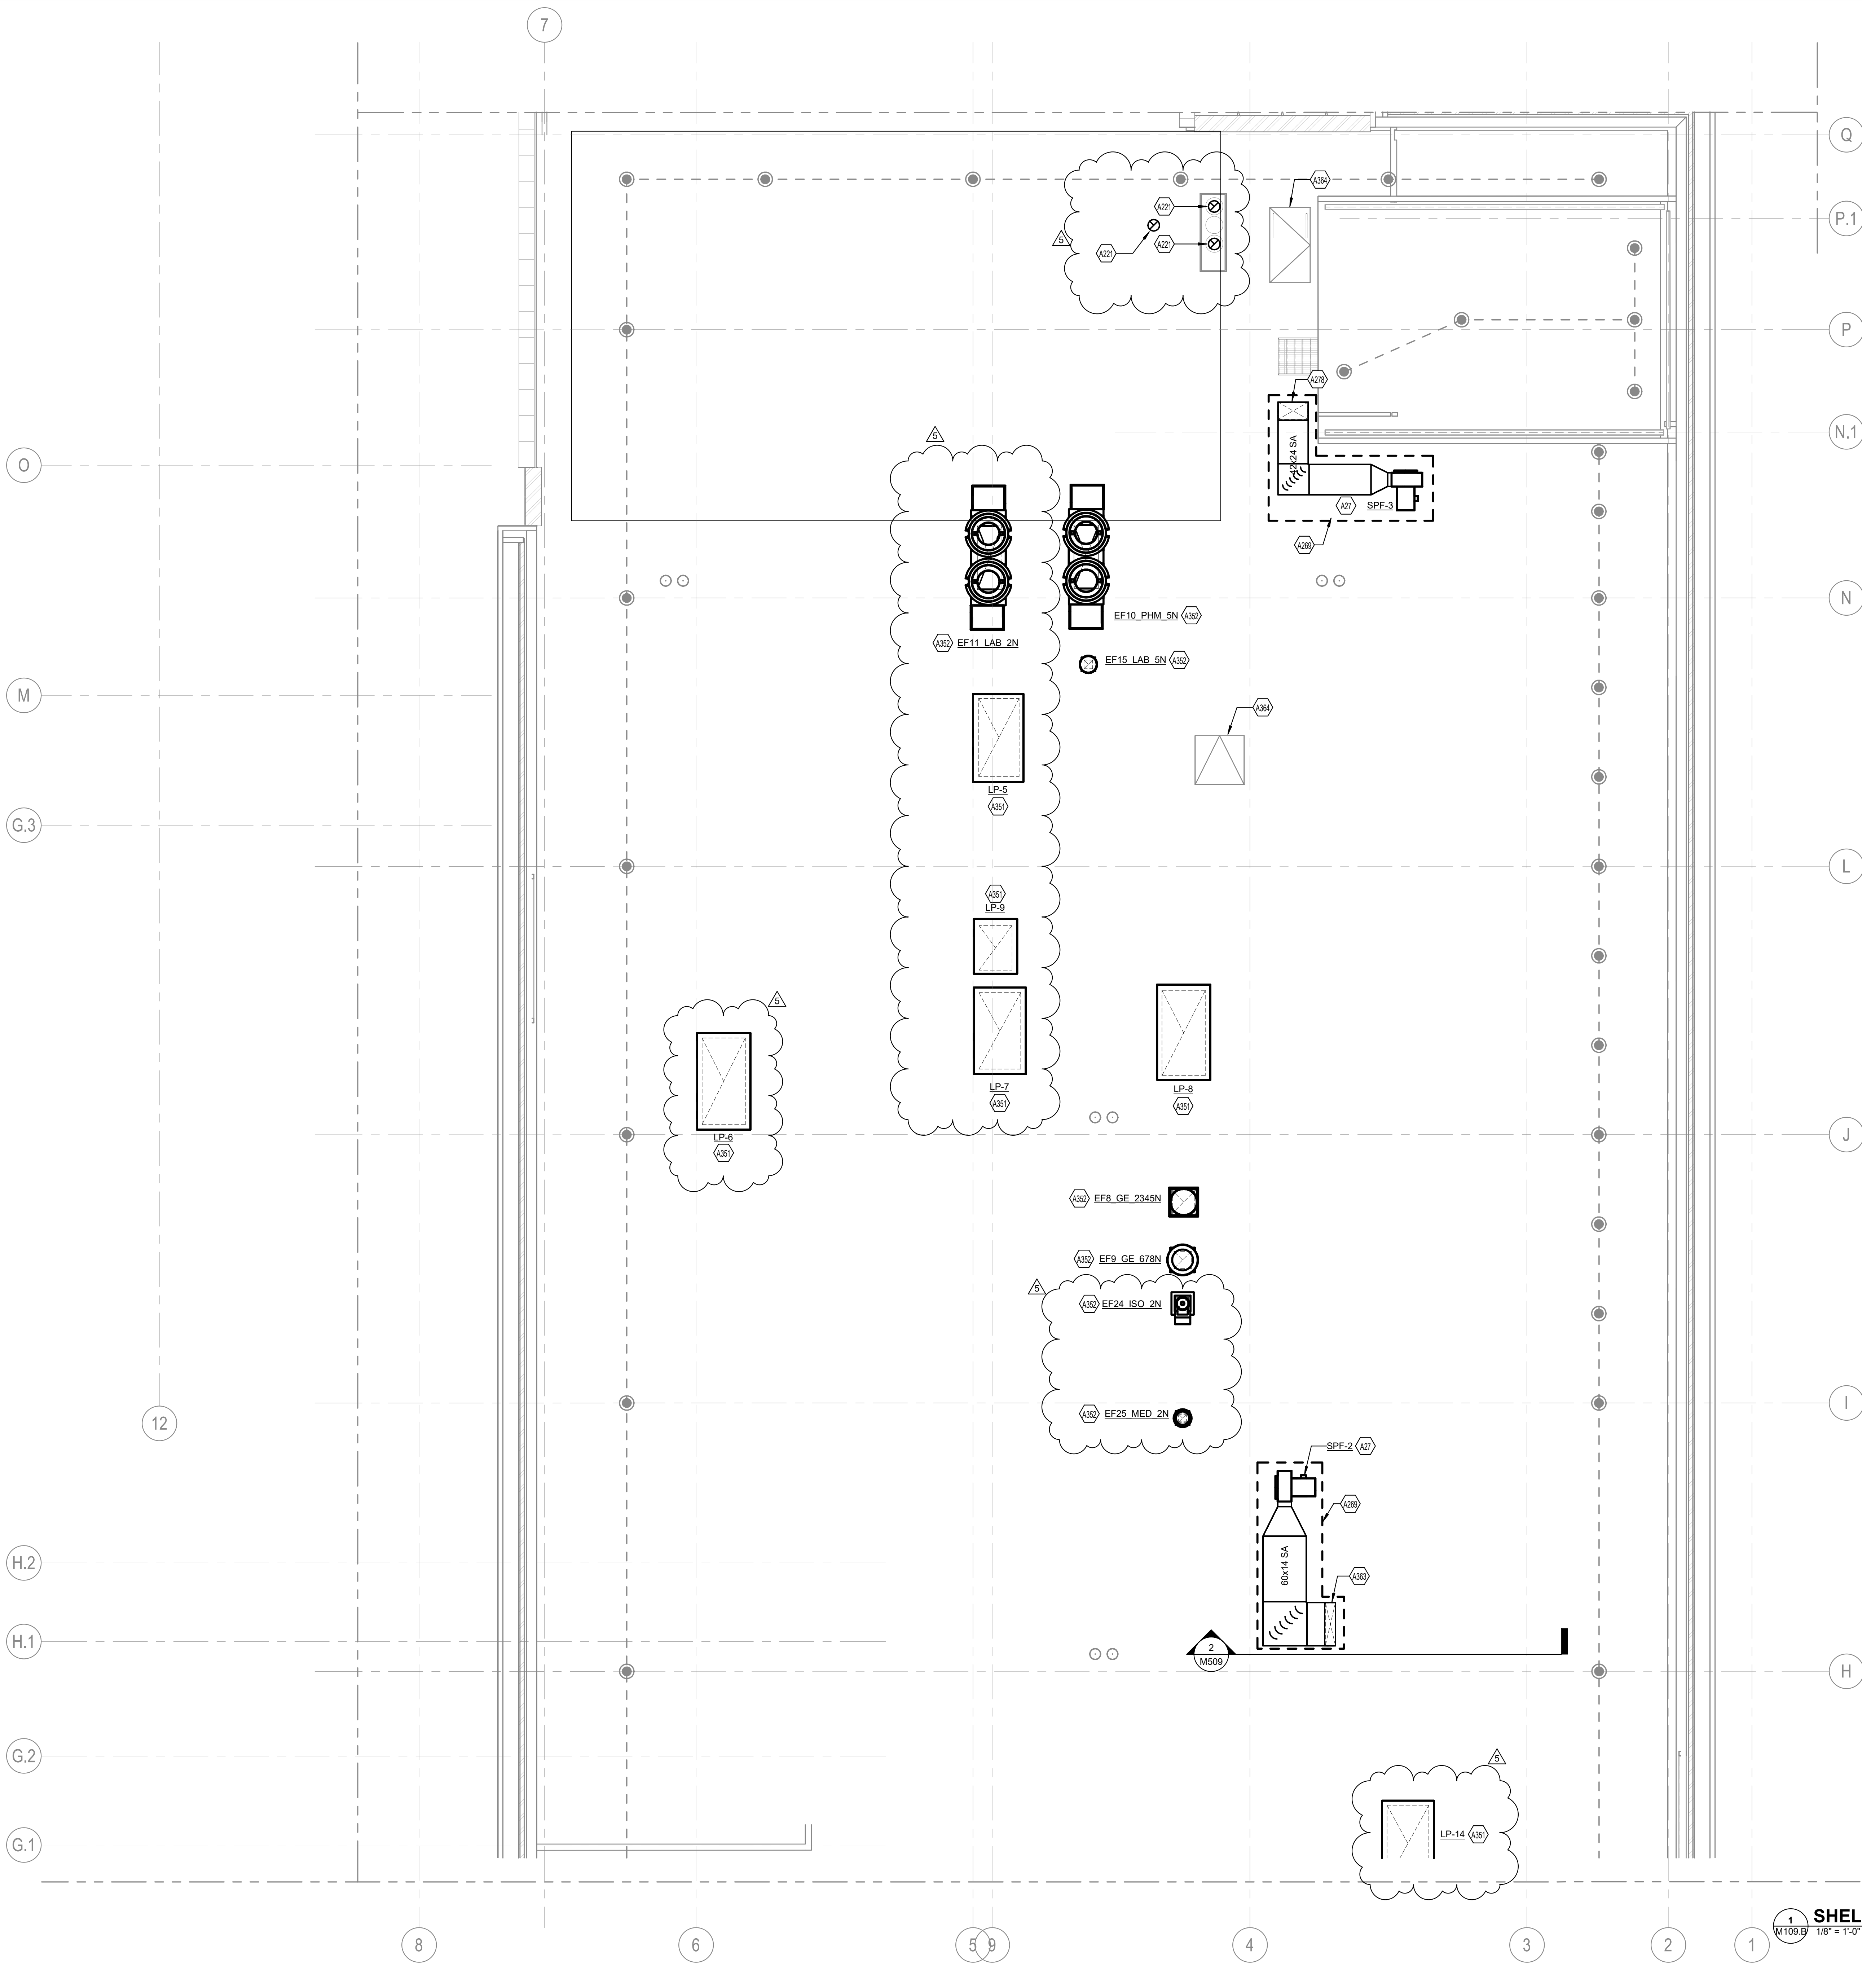 7
Q
A364
A221
P.1
A221
5
A221
P
A278
N.1
5
42x24 SA
O
A27 SPF-3
A269
N
EF10_PHM_5N A352
A352 EF11_LAB_2N
EF15_LAB_5N A352
M
A364
LP-5
A351
G.3
L
A351
LP-9
5
LP-7
A351
LP-8
A351
LP-6
A351
J
A352 EF8_GE_2345N
A352 EF9_GE_678N
5
A352 EF24_ISO_2N
I
A352 EF25_MED_2N
12
SPF-2 A27
A269
H.2
60x14 SA
A363
H.1
2
M509
H
G.2
5
G.1
LP-14 A351
1
M109.B
SHEL
1/8" = 1'-0"
8
6
5
9
4
3
2
1